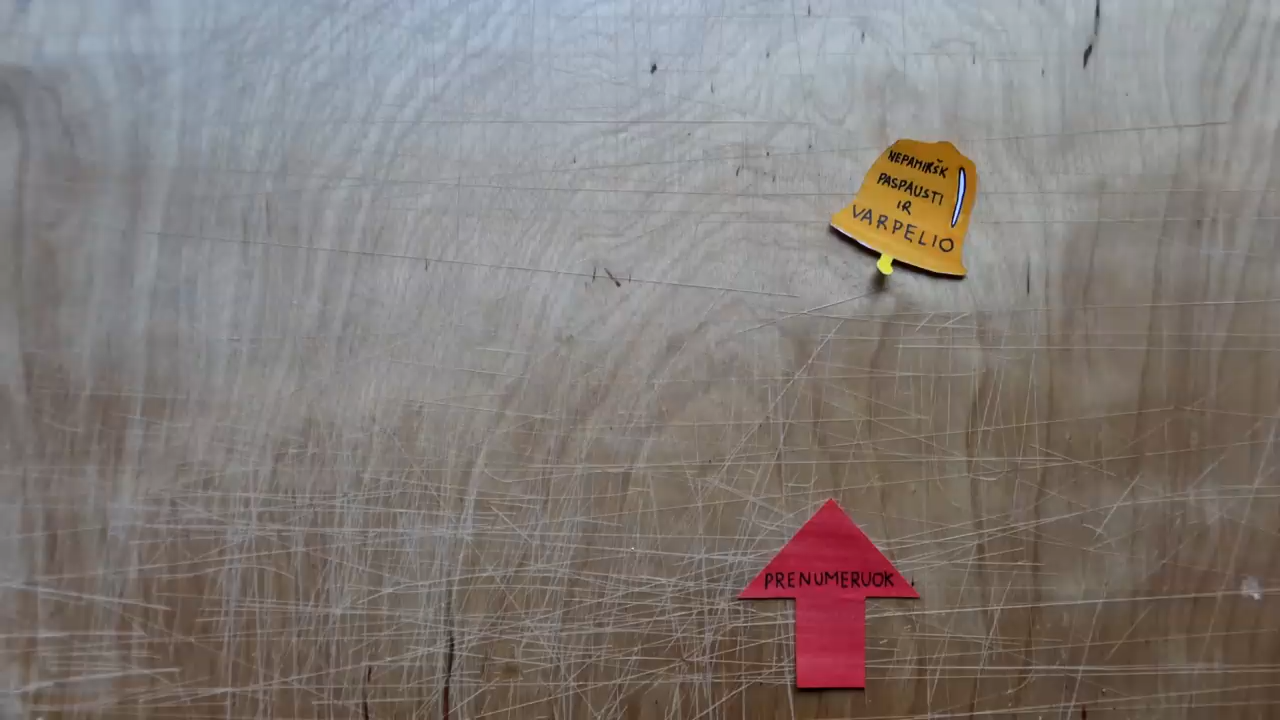 NEPAMIRŠK
PASPAUSTI
IR
VARPELIO
PRENUMERUOK